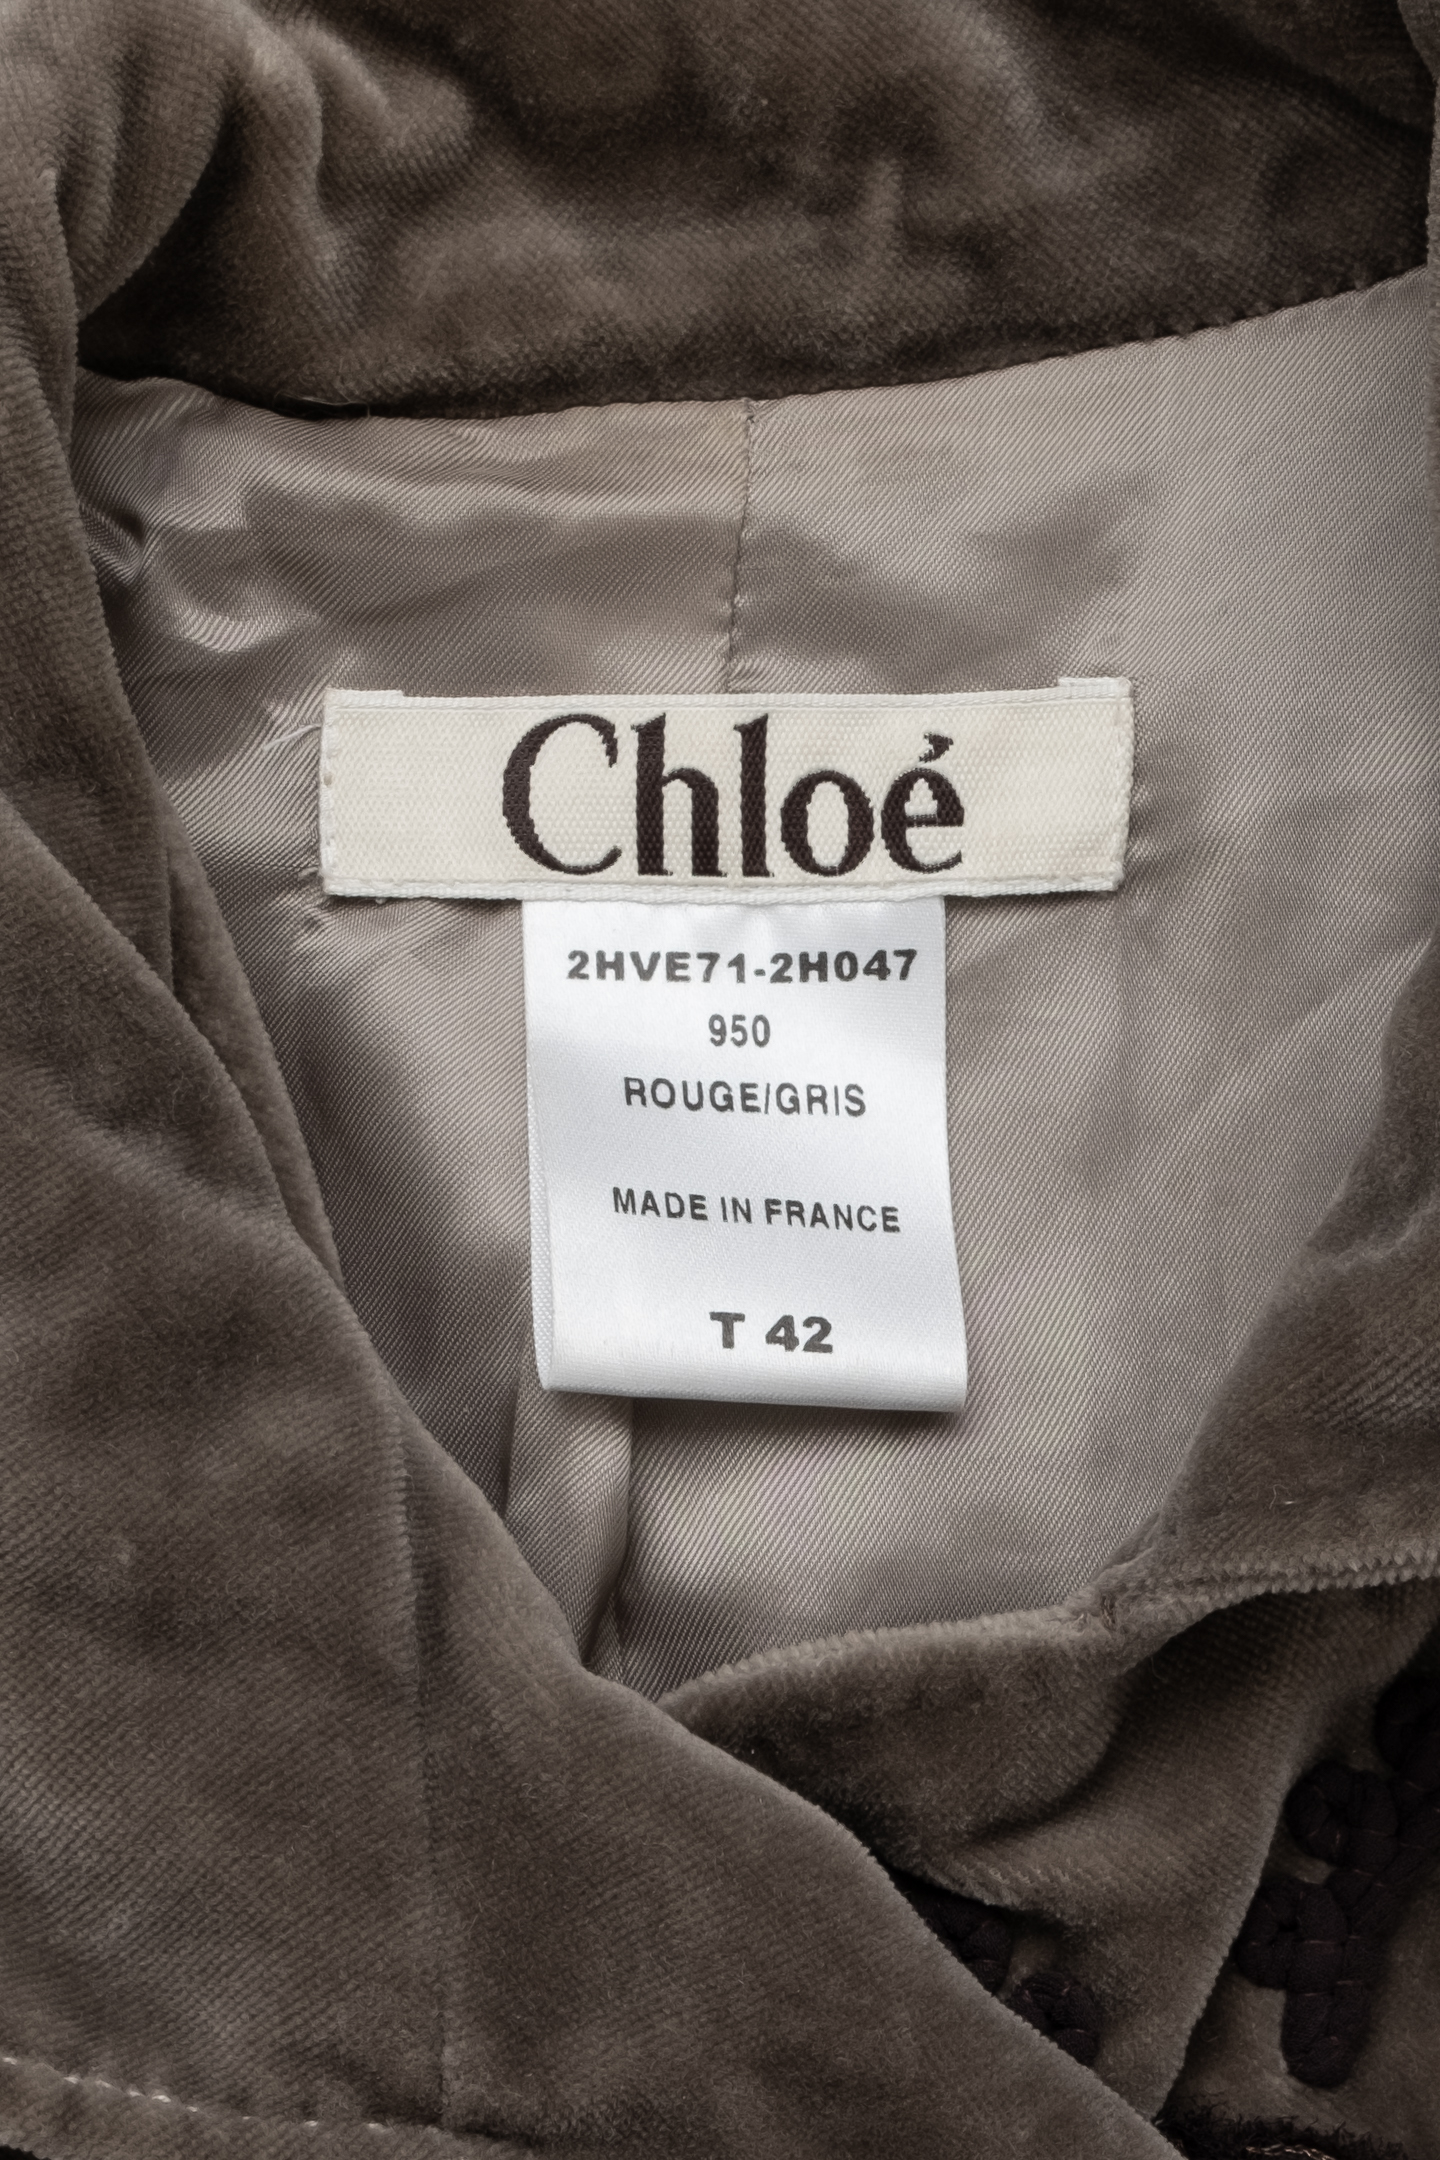 Chloé
2HVE71-2H047
950
ROUGE/GRIS
MADE IN FRANCE
T 42